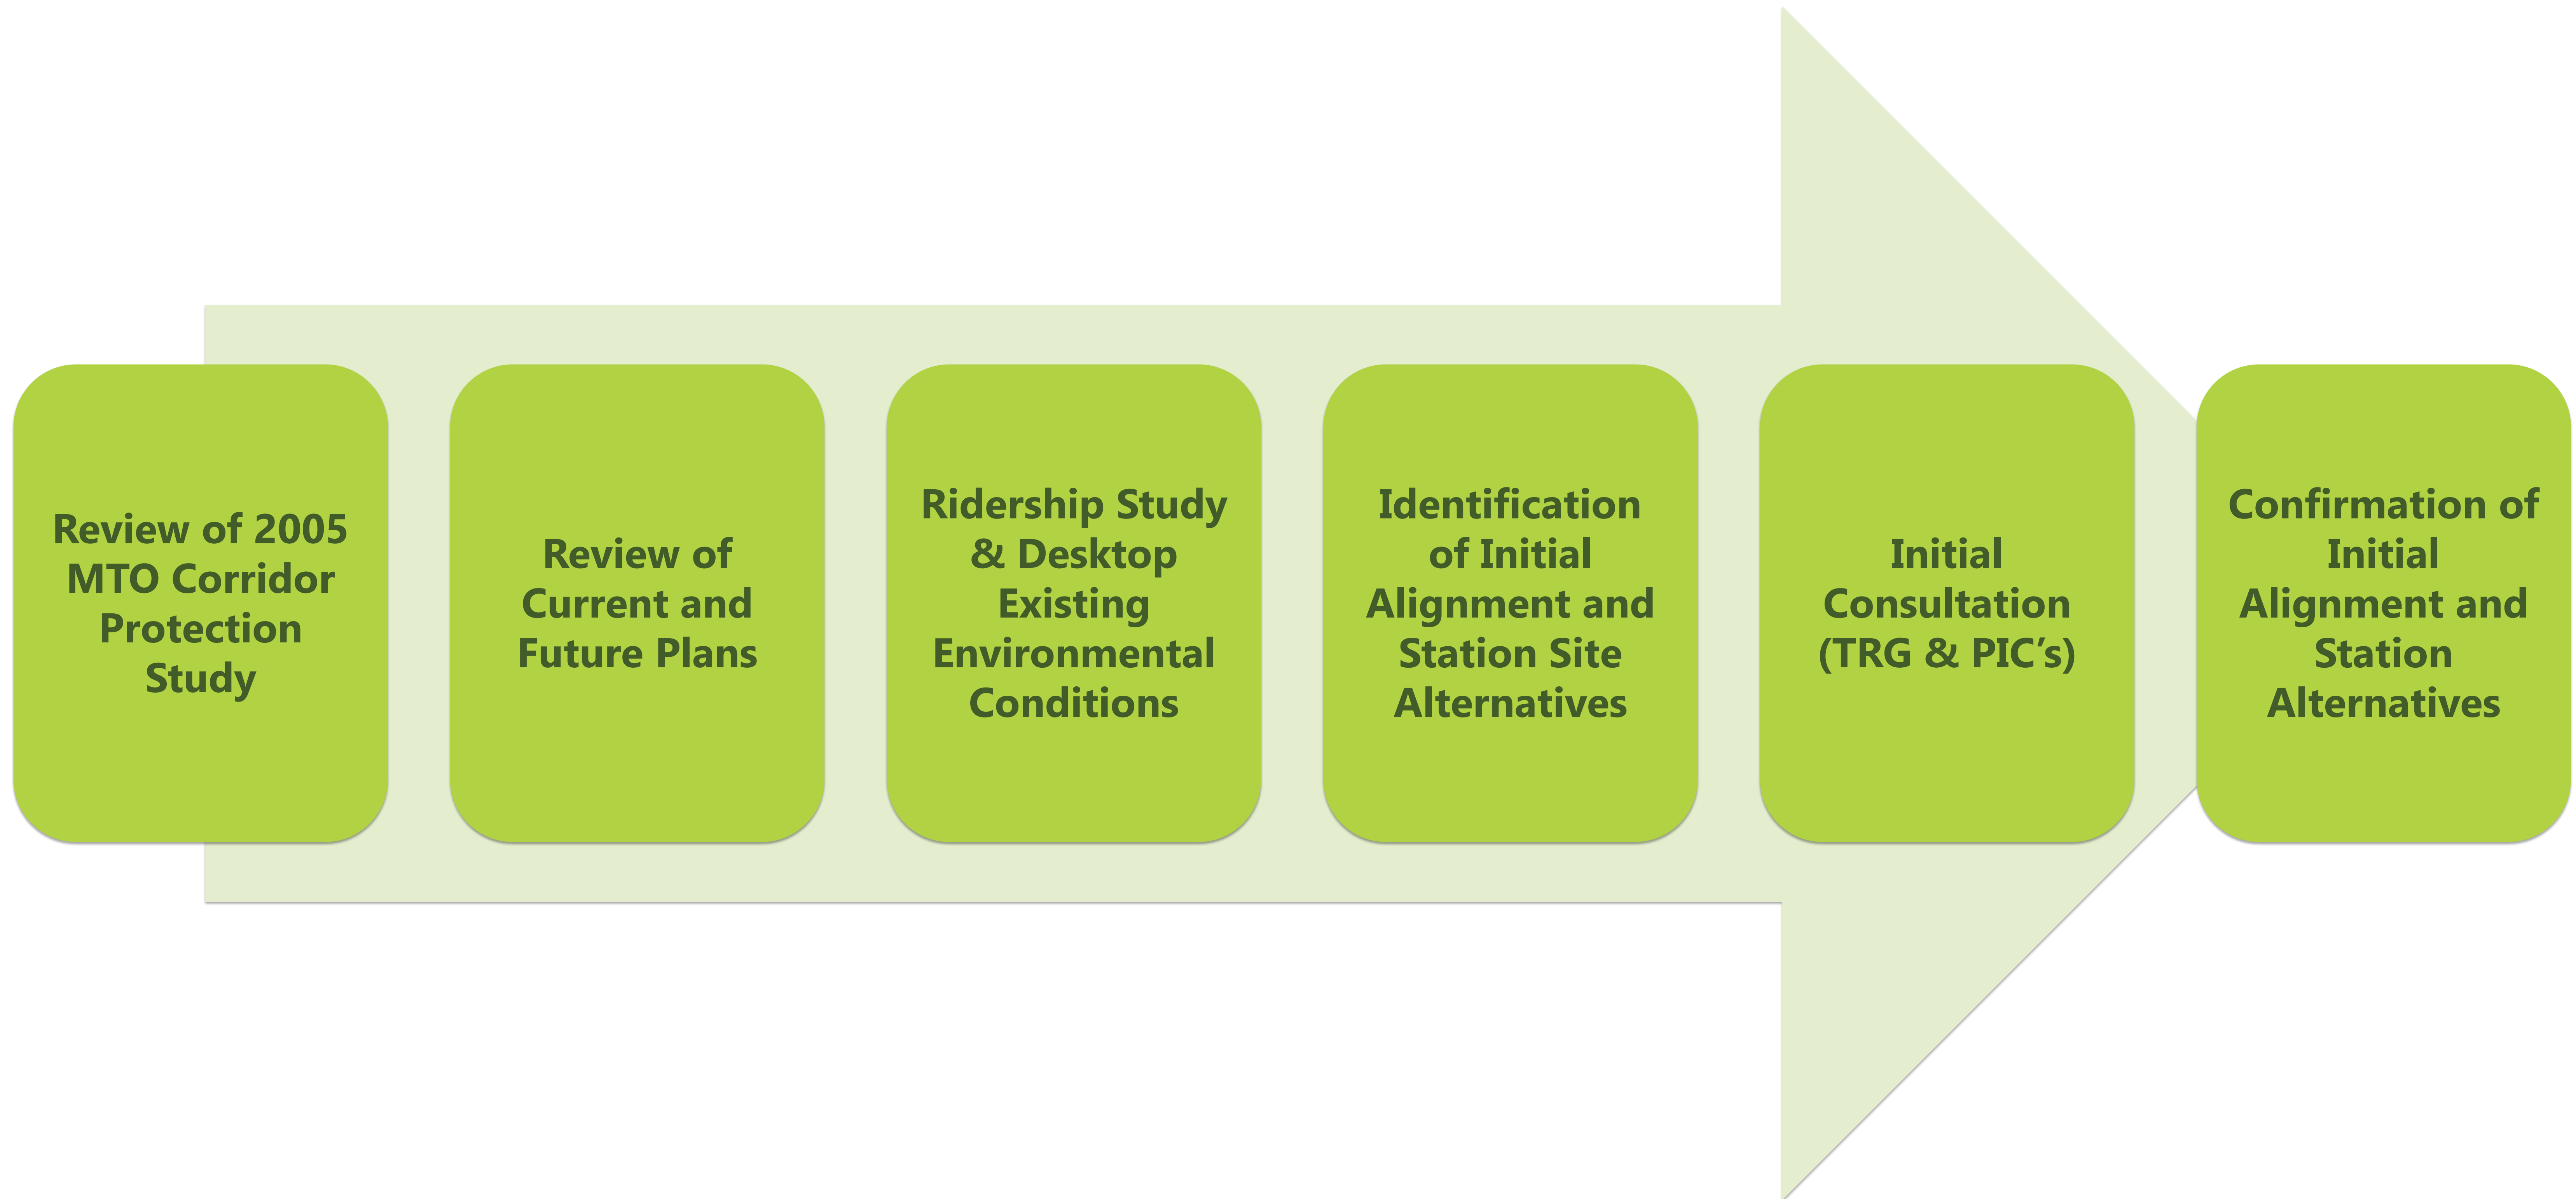 Review of 2005
MTO Corridor
Protection
Study
Review of
Current and
Future Plans
Ridership Study
& Desktop
Existing
Environmental
Conditions
Identification
of Initial
Alignment and
Station Site
Alternatives
Initial
Consultation
(TRG & PIC’s)
Confirmation of
Initial
Alignment and
Station
Alternatives